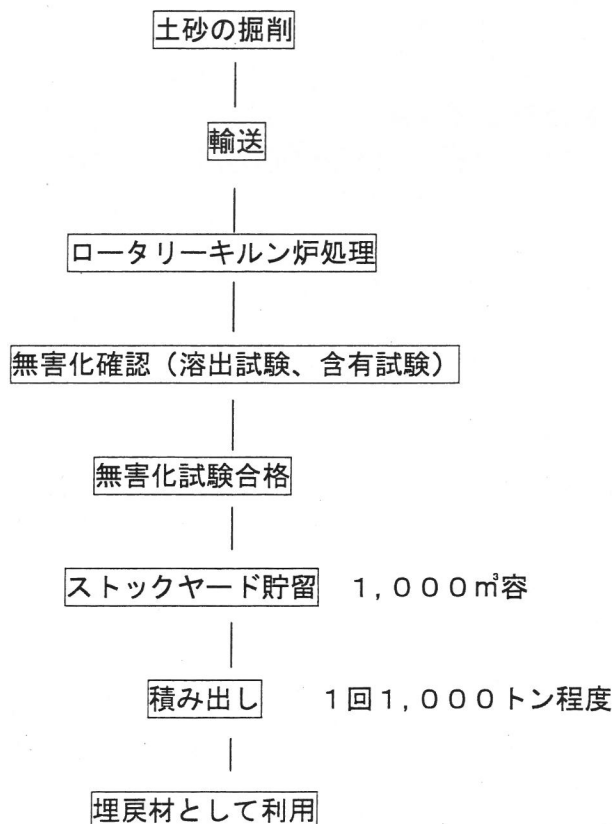 土砂の掘削
輸送
ロータリーキルン炉処理
無害化確認（溶出試験、含有試験）
無害化試験合格
ストックヤード貯留　１，０００㎥容
積み出し　１回１，０００トン程度
埋戻材として利用